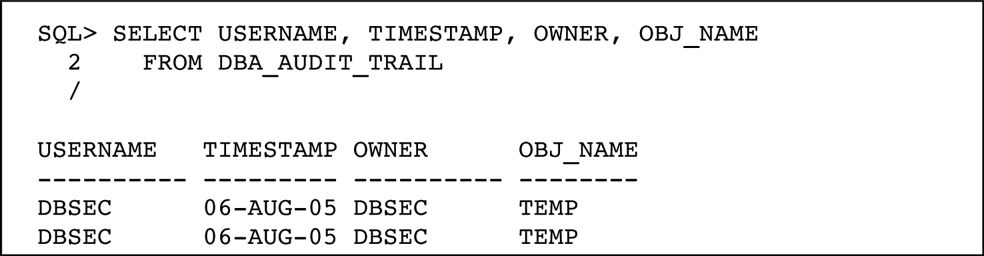 SQL> SELECT USERNAME, TIMESTAMP, OWNER, OBJ_NAME
  2    FROM DBA_AUDIT_TRAIL
  /
USERNAME   TIMESTAMP OWNER      OBJ_NAME
---------- --------- ---------- --------
DBSEC      06-AUG-05 DBSEC      TEMP
DBSEC      06-AUG-05 DBSEC      TEMP